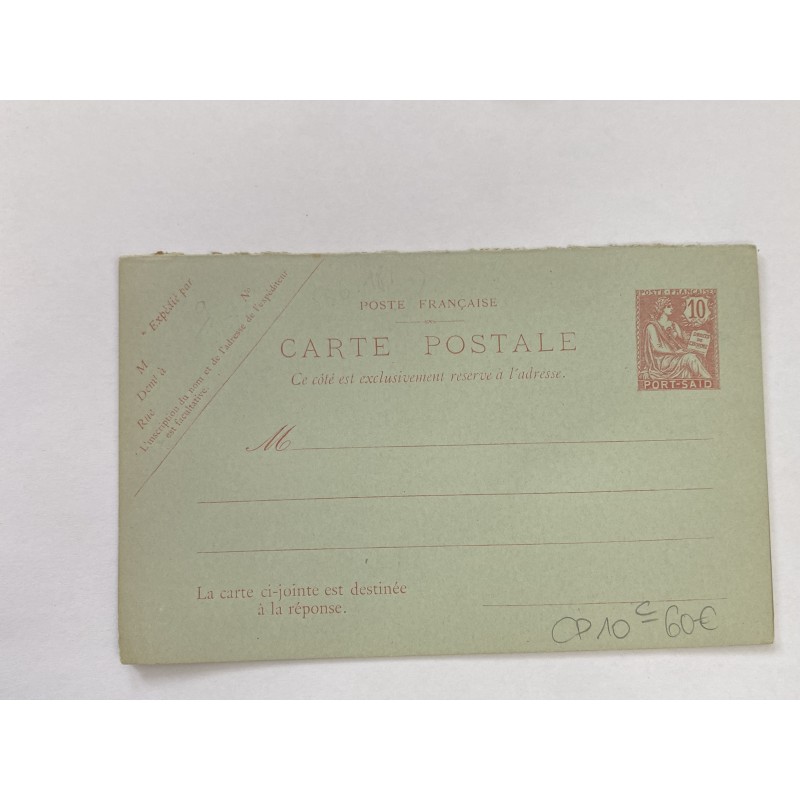 " Expédié par
M N°
Demt à
Rue
L'inscription du nom et de l'adresse de l'expéditeur
est facultative.
POSTE FRANÇAISE
CARTE POSTALE
Ce côté est exclusivement réservé à l'adresse.
POSTE FRANÇAISE
10
DROITS DE L'HOMME
PORT-SAID
M
La carte ci-jointe est destinée
à la réponse.
CP10c = 60€